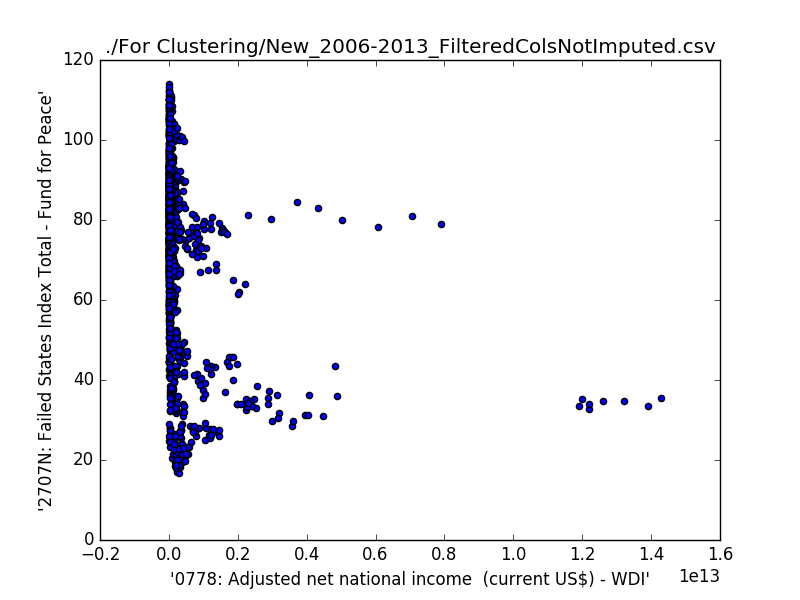 ./For Clustering/New_2006-2013_FilteredColsNotImputed.csv
120
100
80
60
40
20
0
'2707N: Failed States Index Total - Fund for Peace'
−0.2 0.0 0.2 0.4 0.6 0.8 1.0 1.2 1.4 1.6
1e13
'0778: Adjusted net national income  (current US$) - WDI'